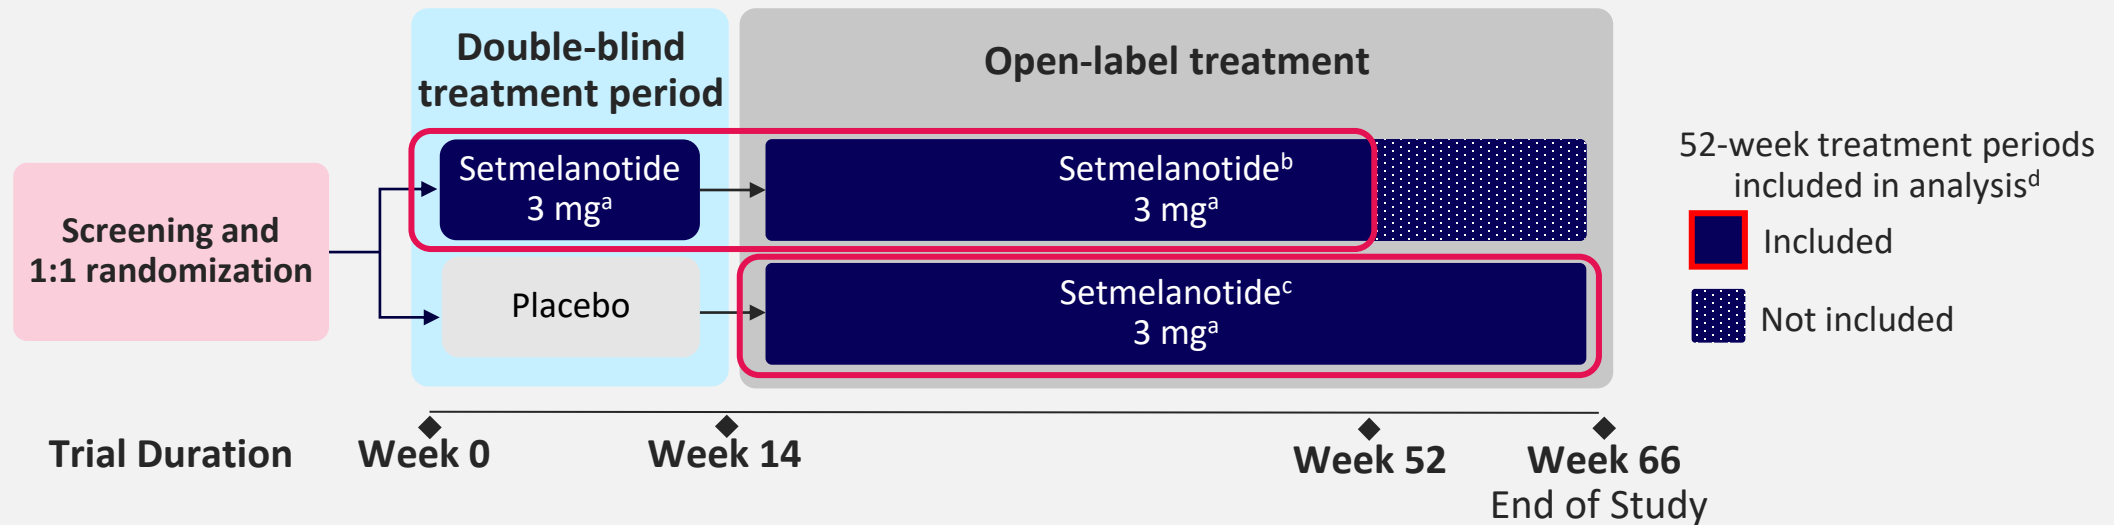 Double-blind
treatment period
Open-label treatment
Screening and
1:1 randomization
Setmelanotide
3 mgᵃ
Setmelanotideᵇ
3 mgᵃ
Placebo
Setmelanotideᶜ
3 mgᵃ
52-week treatment periods
included in analysisᵈ
Included
Not included
Trial Duration
Week 0
Week 14
Week 52
Week 66
End of Study